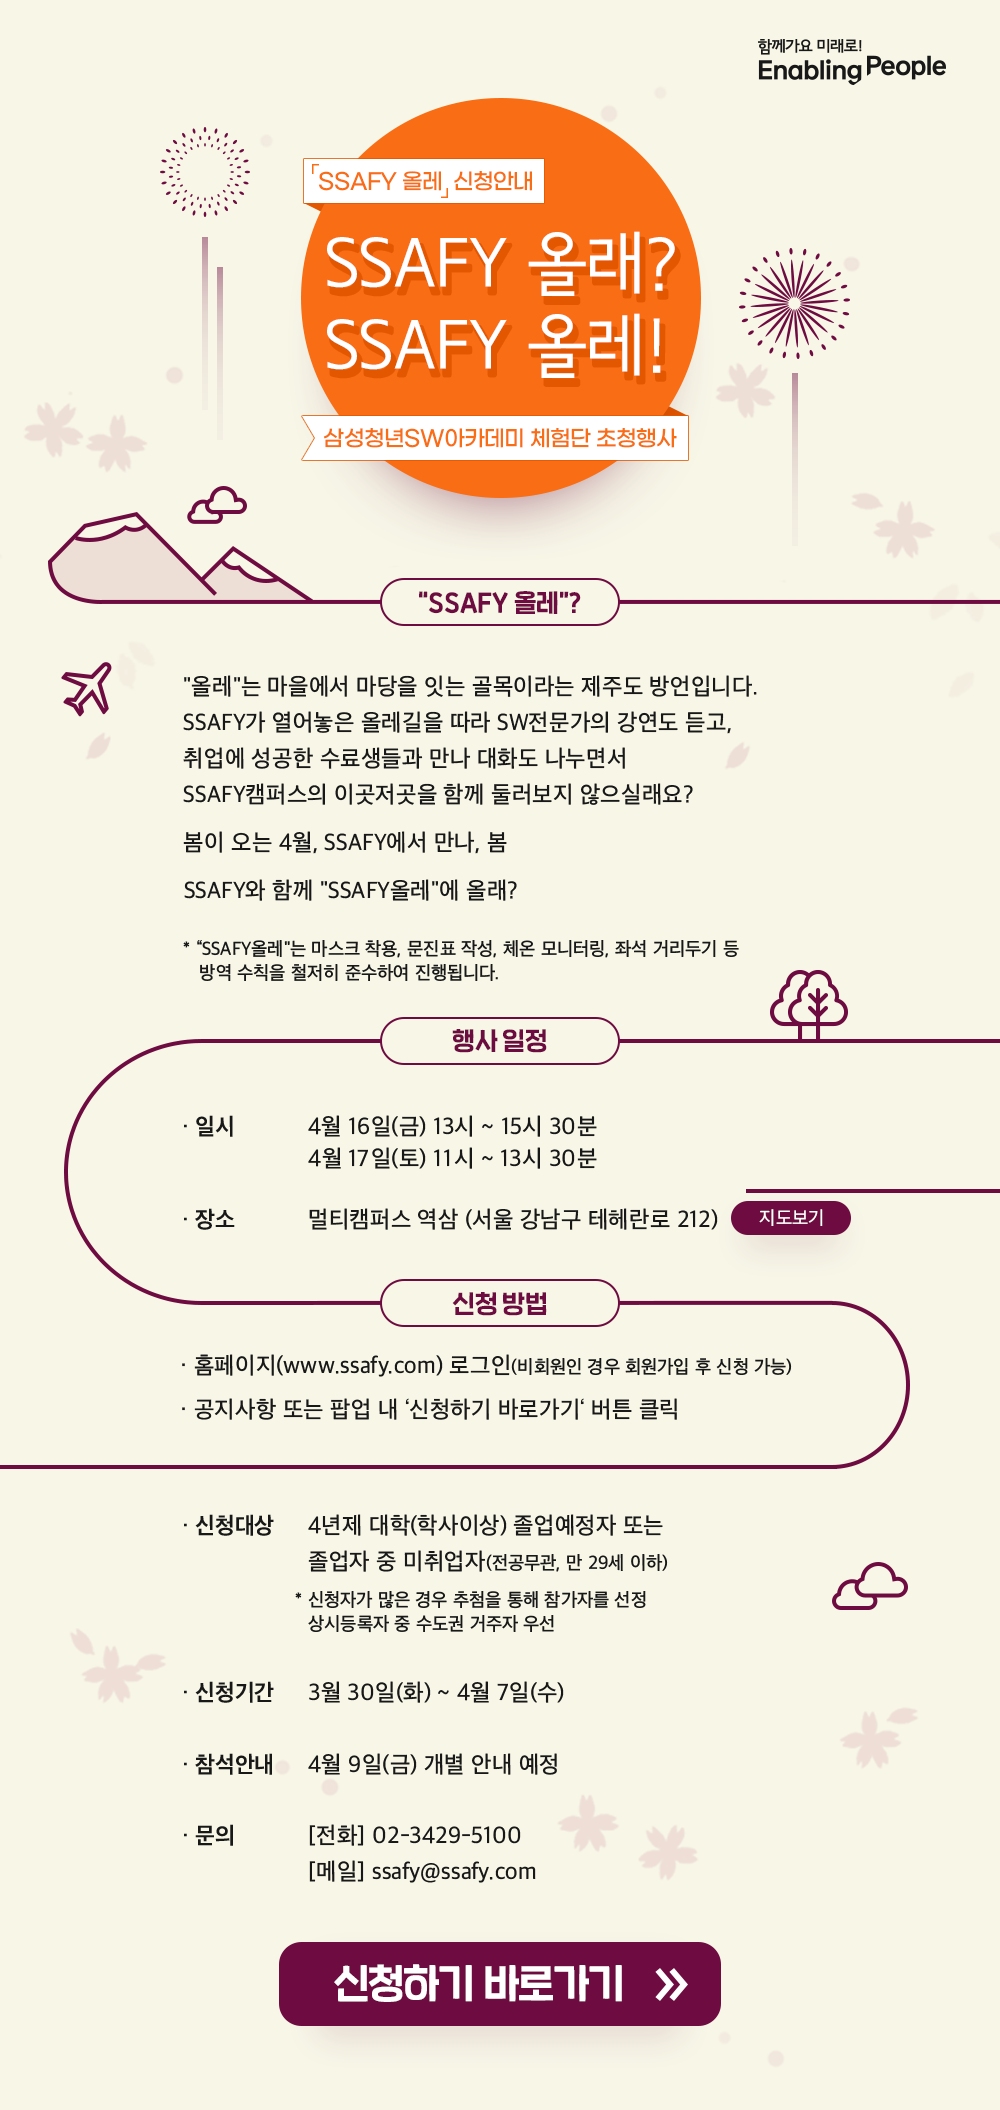 함께가요 미래로!
Enabling People
「SSAFY 올레」 신청안내
SSAFY 올래?
SSAFY 올레!
삼성청년SW아카데미 체험단 초청행사
"SSAFY 올레"?
"올레"는 마을에서 마당을 잇는 골목이라는 제주도 방언입니다.
SSAFY가 열어놓은 올레길을 따라 SW전문가의 강연도 듣고,
취업에 성공한 수료생들과 만나 대화도 나누면서
SSAFY캠퍼스의 이곳저곳을 함께 둘러보지 않으실래요?
봄이 오는 4월, SSAFY에서 만나, 봄
SSAFY와 함께 "SSAFY올레"에 올래?
* “SSAFY올레"는 마스크 착용, 문진표 작성, 체온 모니터링, 좌석 거리두기 등
방역 수칙을 철저히 준수하여 진행됩니다.
행사 일정
· 일시 4월 16일(금) 13시 ~ 15시 30분
4월 17일(토) 11시 ~ 13시 30분
· 장소 멀티캠퍼스 역삼 (서울 강남구 테헤란로 212) 지도보기
신청 방법
· 홈페이지(www.ssafy.com) 로그인(비회원인 경우 회원가입 후 신청 가능)
· 공지사항 또는 팝업 내 ‘신청하기 바로가기‘ 버튼 클릭
· 신청대상 4년제 대학(학사이상) 졸업예정자 또는
졸업자 중 미취업자(전공무관, 만 29세 이하)
* 신청자가 많은 경우 추첨을 통해 참가자를 선정
상시등록자 중 수도권 거주자 우선
· 신청기간 3월 30일(화) ~ 4월 7일(수)
· 참석안내 4월 9일(금) 개별 안내 예정
· 문의 [전화] 02-3429-5100
[메일] ssafy@ssafy.com
신청하기 바로가기 »